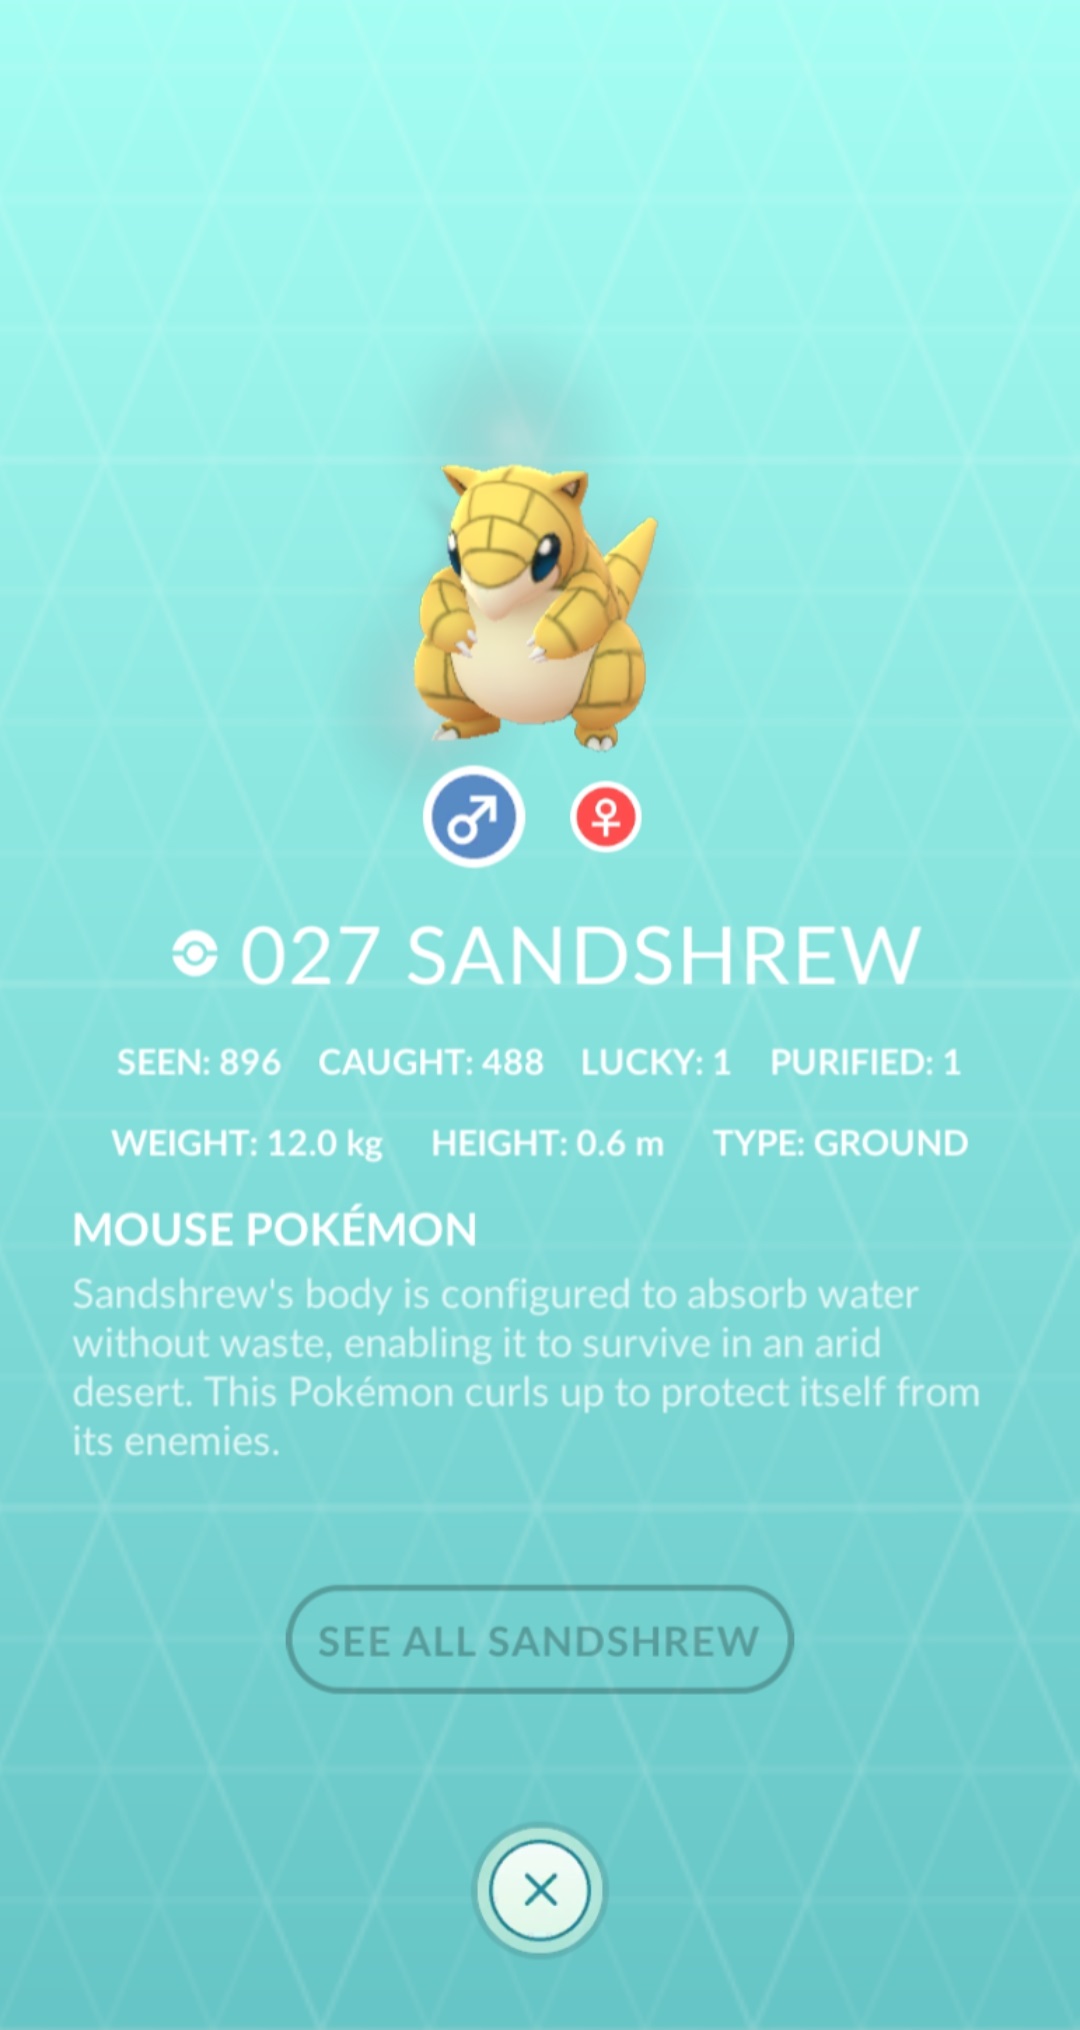 027 SANDSHREW
SEEN: 896 CAUGHT: 488 LUCKY: 1 PURIFIED: 1
WEIGHT: 12.0 kg HEIGHT: 0.6 m TYPE: GROUND
MOUSE POKÉMON
Sandshrew's body is configured to absorb water
without waste, enabling it to survive in an arid
desert. This Pokémon curls up to protect itself from
its enemies.
SEE ALL SANDSHREW